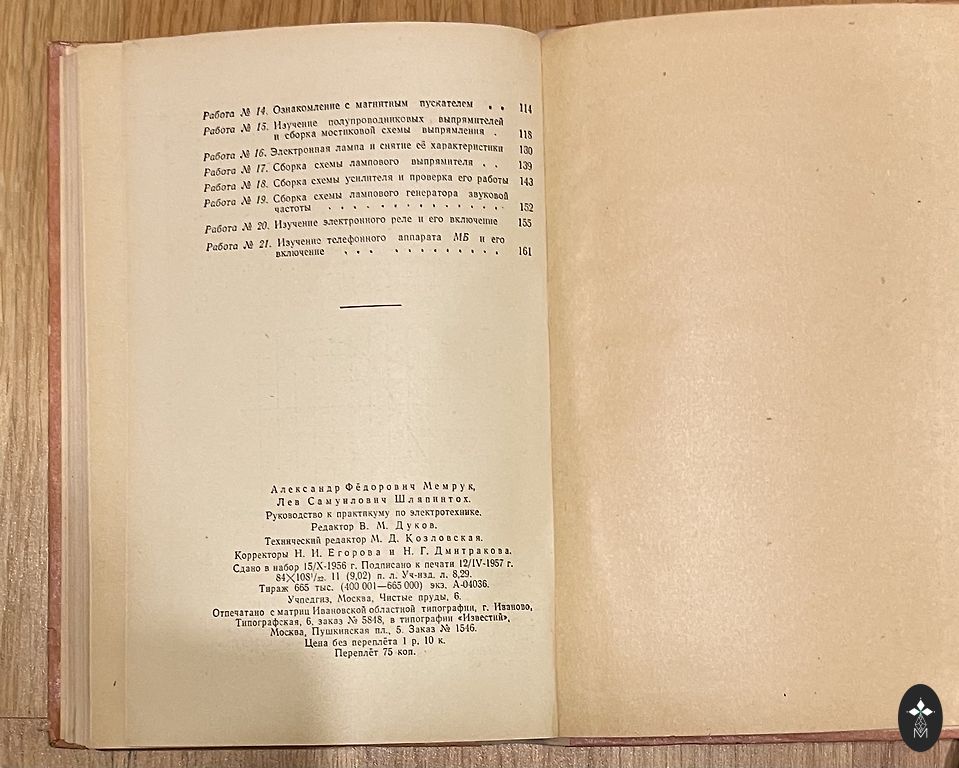 Работа № 14. Ознакомление с магнитным пускателем . . 114
Работа № 15. Изучение полупроводниковых выпрямителей
и сборка мостиковой схемы выпрямления . 118
Работа № 16. Электронная лампа и снятие её характеристики 130
Работа № 17. Сборка схемы лампового выпрямителя . . 139
Работа № 18. Сборка схемы усилителя и проверка его работы 143
Работа № 19. Сборка схемы лампового генератора звуковой
частоты . . . . . . . . . . . . . . 152
Работа № 20. Изучение электронного реле и его включение 155
Работа № 21. Изучение телефонного аппарата МБ и его
включение . . . . . . . . . . . . 161
Александр Фёдорович Мемрук,
Лев Самуилович Шляпинтох.
Руководство к практикуму по электротехнике.
Редактор В. М. Дуков.
Технический редактор М. Д. Козловская.
Корректоры Н. И. Егорова и Н. Г. Дмитракова.
Сдано в набор 15/X-1956 г. Подписано к печати 12/IV-1957 г.
84×108¹/₃₂. 11 (9,02) п. л. Уч-изд. л. 8,29.
Тираж 665 тыс. (400 001—665 000) экз. А-04036.
Учпедгиз, Москва, Чистые пруды, 6.
Отпечатано с матриц Ивановской областной типографии, г. Иваново,
Типографская, 6, заказ № 5848, в типографии «Известий»,
Москва, Пушкинская пл., 5. Заказ № 1546.
Цена без переплёта 1 р. 10 к.
Переплёт 75 коп.
M